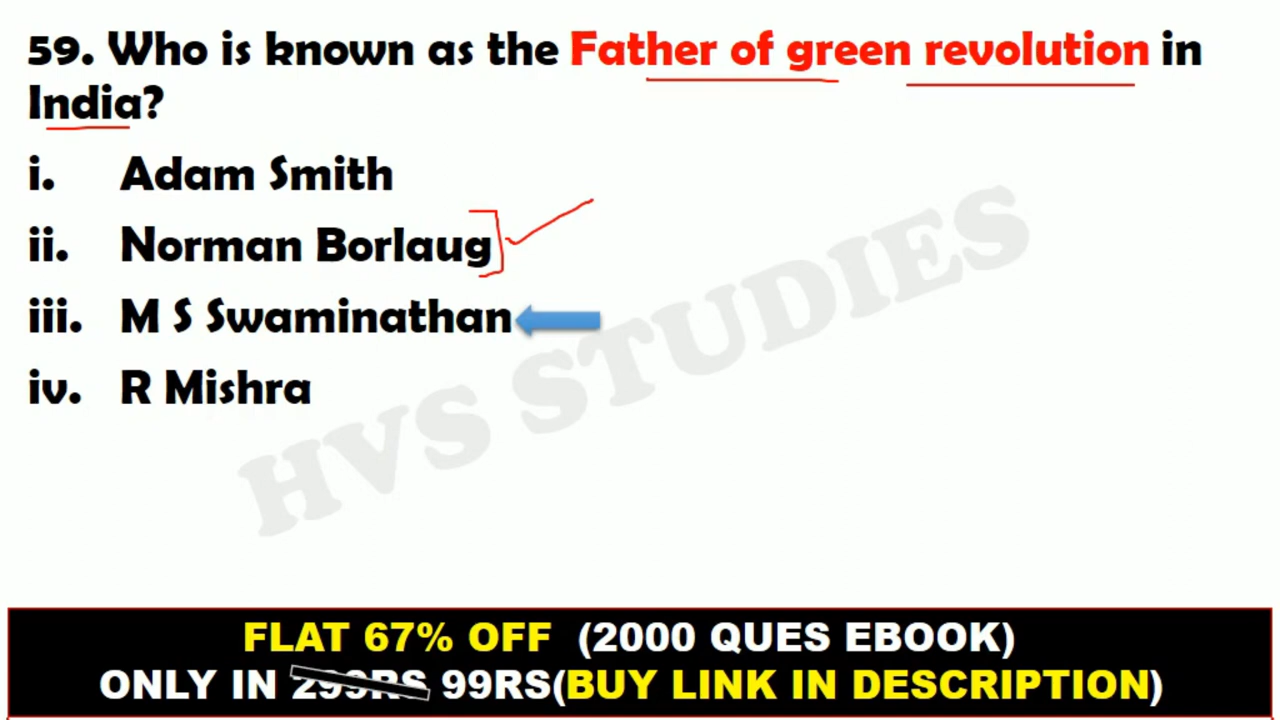 59. Who is known as the Father of green revolution in
India?
i. Adam Smith
ii. Norman Borlaug
iii. M S Swaminathan
iv. R Mishra
HVS STUDIES
FLAT 67% OFF (2000 QUES EBOOK)
ONLY IN 299RS 99RS(BUY LINK IN DESCRIPTION)